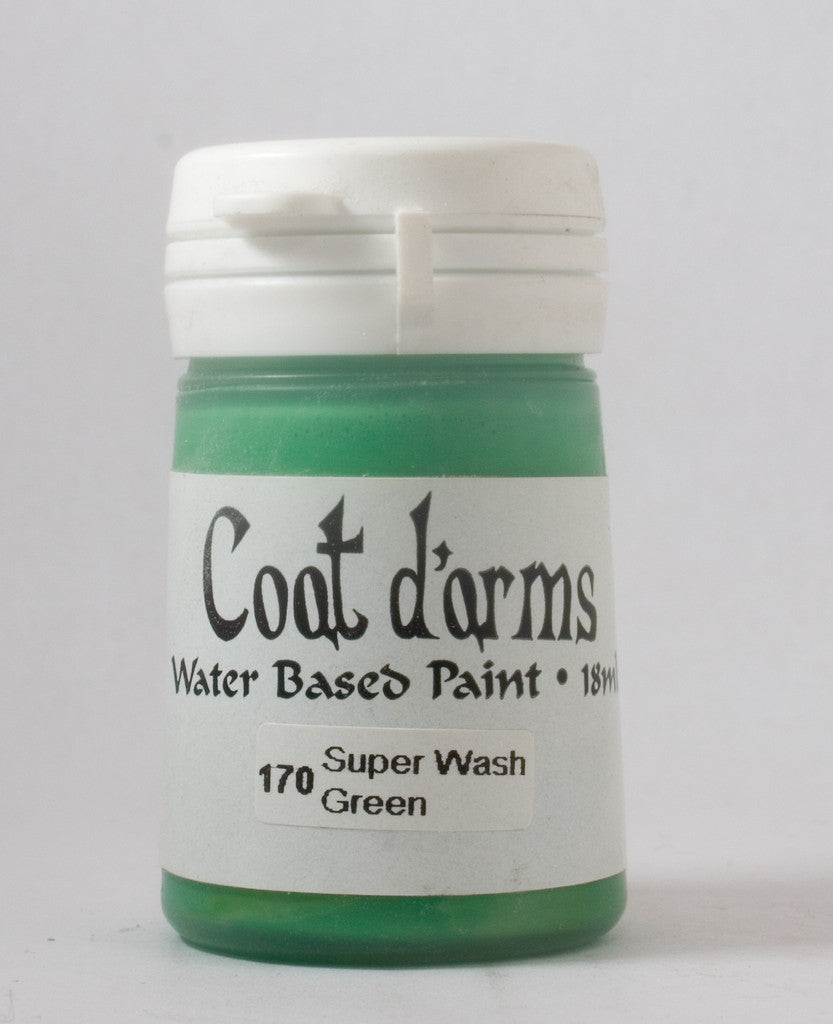 Coat d'arms
Water Based Paint • 18ml
170 Super Wash
Green